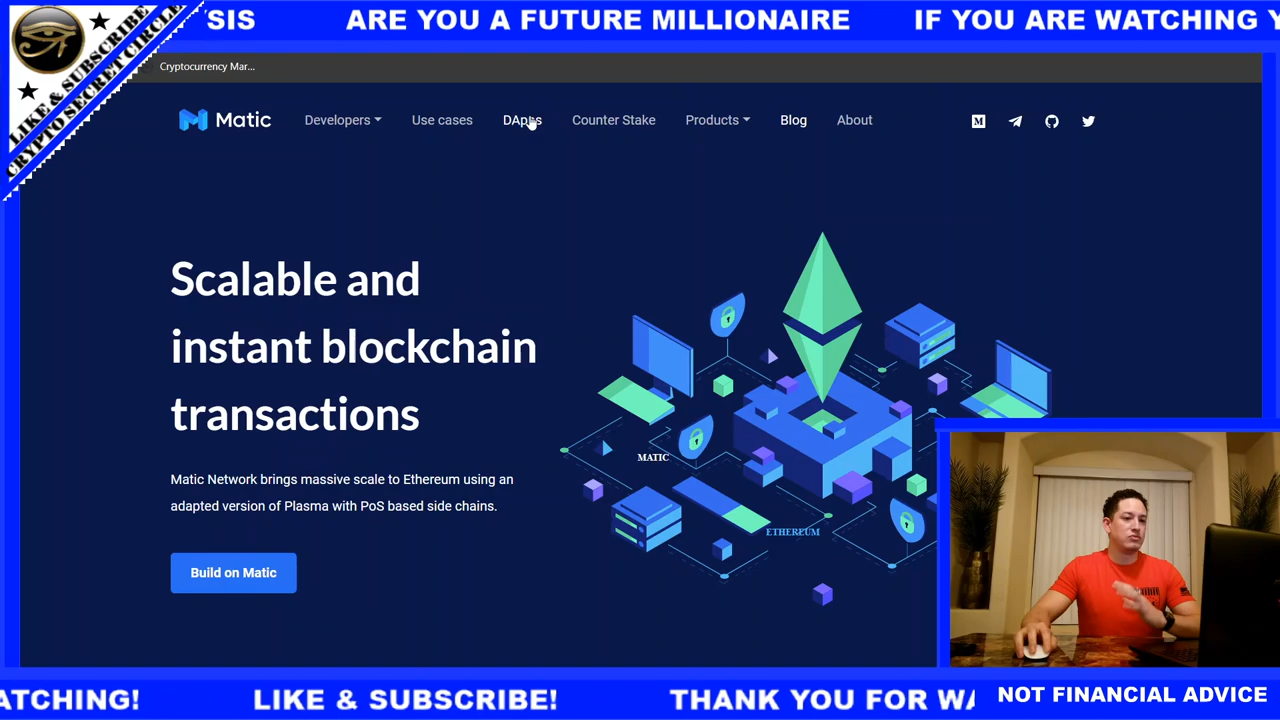 SIS ARE YOU A FUTURE MILLIONAIRE IF YOU ARE WATCHING
LIKE & SUBSCRIBE
CRYPTO SECRET CIRCLE
Cryptocurrency Mar...
Matic Developers Use cases DApps Counter Stake Products Blog About
Scalable and
instant blockchain
transactions
Matic Network brings massive scale to Ethereum using an
adapted version of Plasma with PoS based side chains.
Build on Matic
MATIC
ETHEREUM
ATCHING! LIKE & SUBSCRIBE! THANK YOU FOR WA
NOT FINANCIAL ADVICE